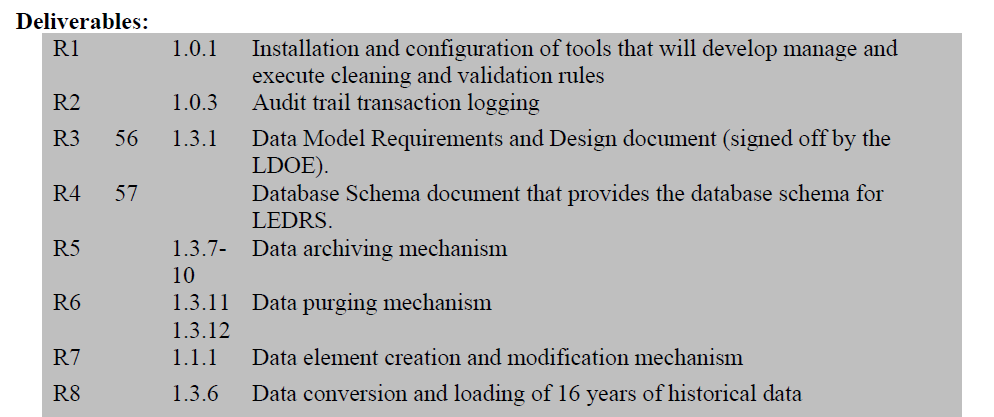 Deliverables:
R1 1.0.1 Installation and configuration of tools that will develop manage and
execute cleaning and validation rules
R2 1.0.3 Audit trail transaction logging
R3 56 1.3.1 Data Model Requirements and Design document (signed off by the
LDOE).
R4 57 Database Schema document that provides the database schema for
LEDRS.
R5 1.3.7- Data archiving mechanism
10
R6 1.3.11 Data purging mechanism
1.3.12
R7 1.1.1 Data element creation and modification mechanism
R8 1.3.6 Data conversion and loading of 16 years of historical data